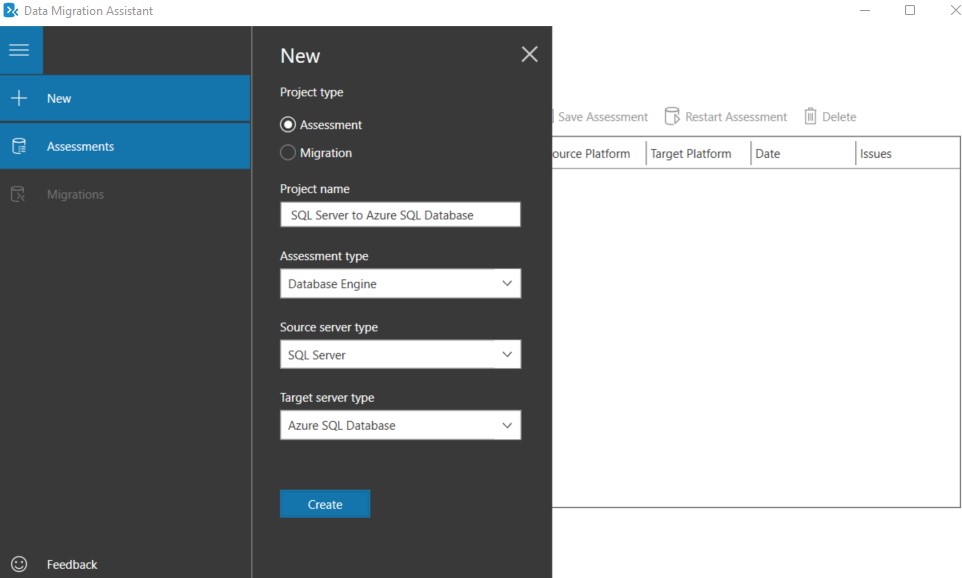 Data Migration Assistant
New
Assessments
Migrations
Feedback
New
Project type
Assessment
Migration
Project name
SQL Server to Azure SQL Database
Assessment type
Database Engine
Source server type
SQL Server
Target server type
Azure SQL Database
Create
Save Assessment Restart Assessment Delete
ource Platform Target Platform Date Issues